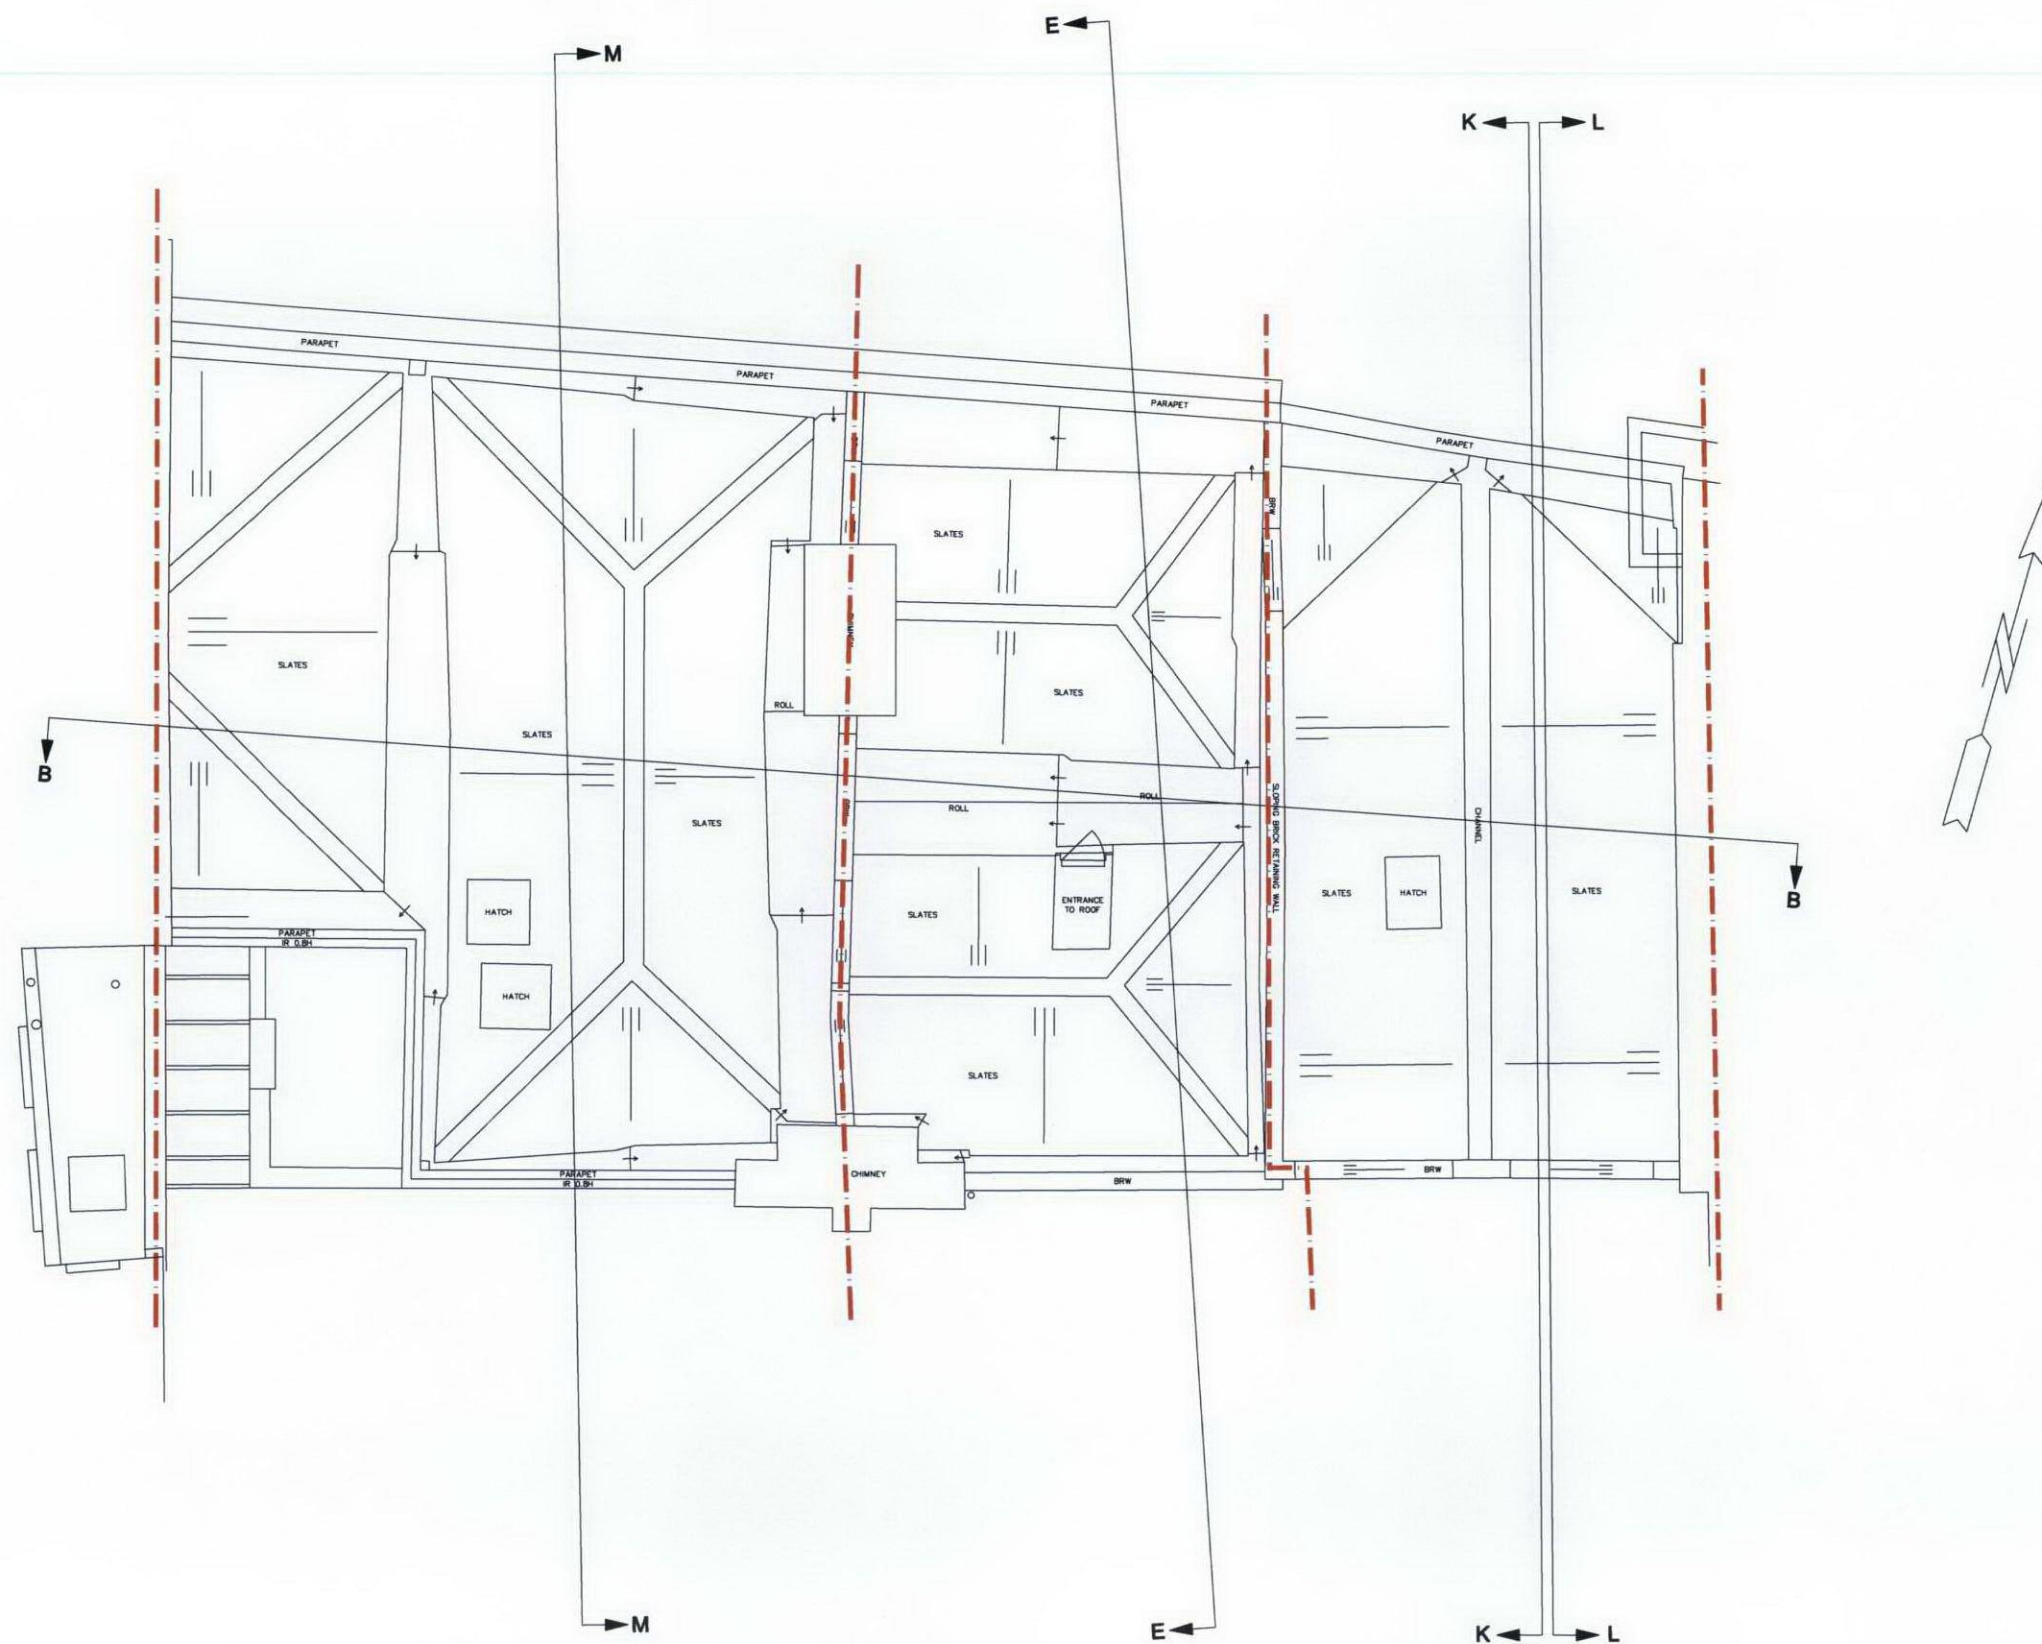 E
M
K L
PARAPET
PARAPET
PARAPET
PARAPET
BRW
SLATES
CHIMNEY
SLATES
SLATES
ROLL
SLATES
B
ROLL
ROLL
SLATES
SLOPING BRICK RETAINING WALL
CHANNEL
SLATES
HATCH
SLATES
B
ENTRANCE
TO ROOF
HATCH
SLATES
PARAPET
IR 0.8H
HATCH
SLATES
BRW
PARAPET
IR 0.8H
CHIMNEY
BRW
M
E
K L